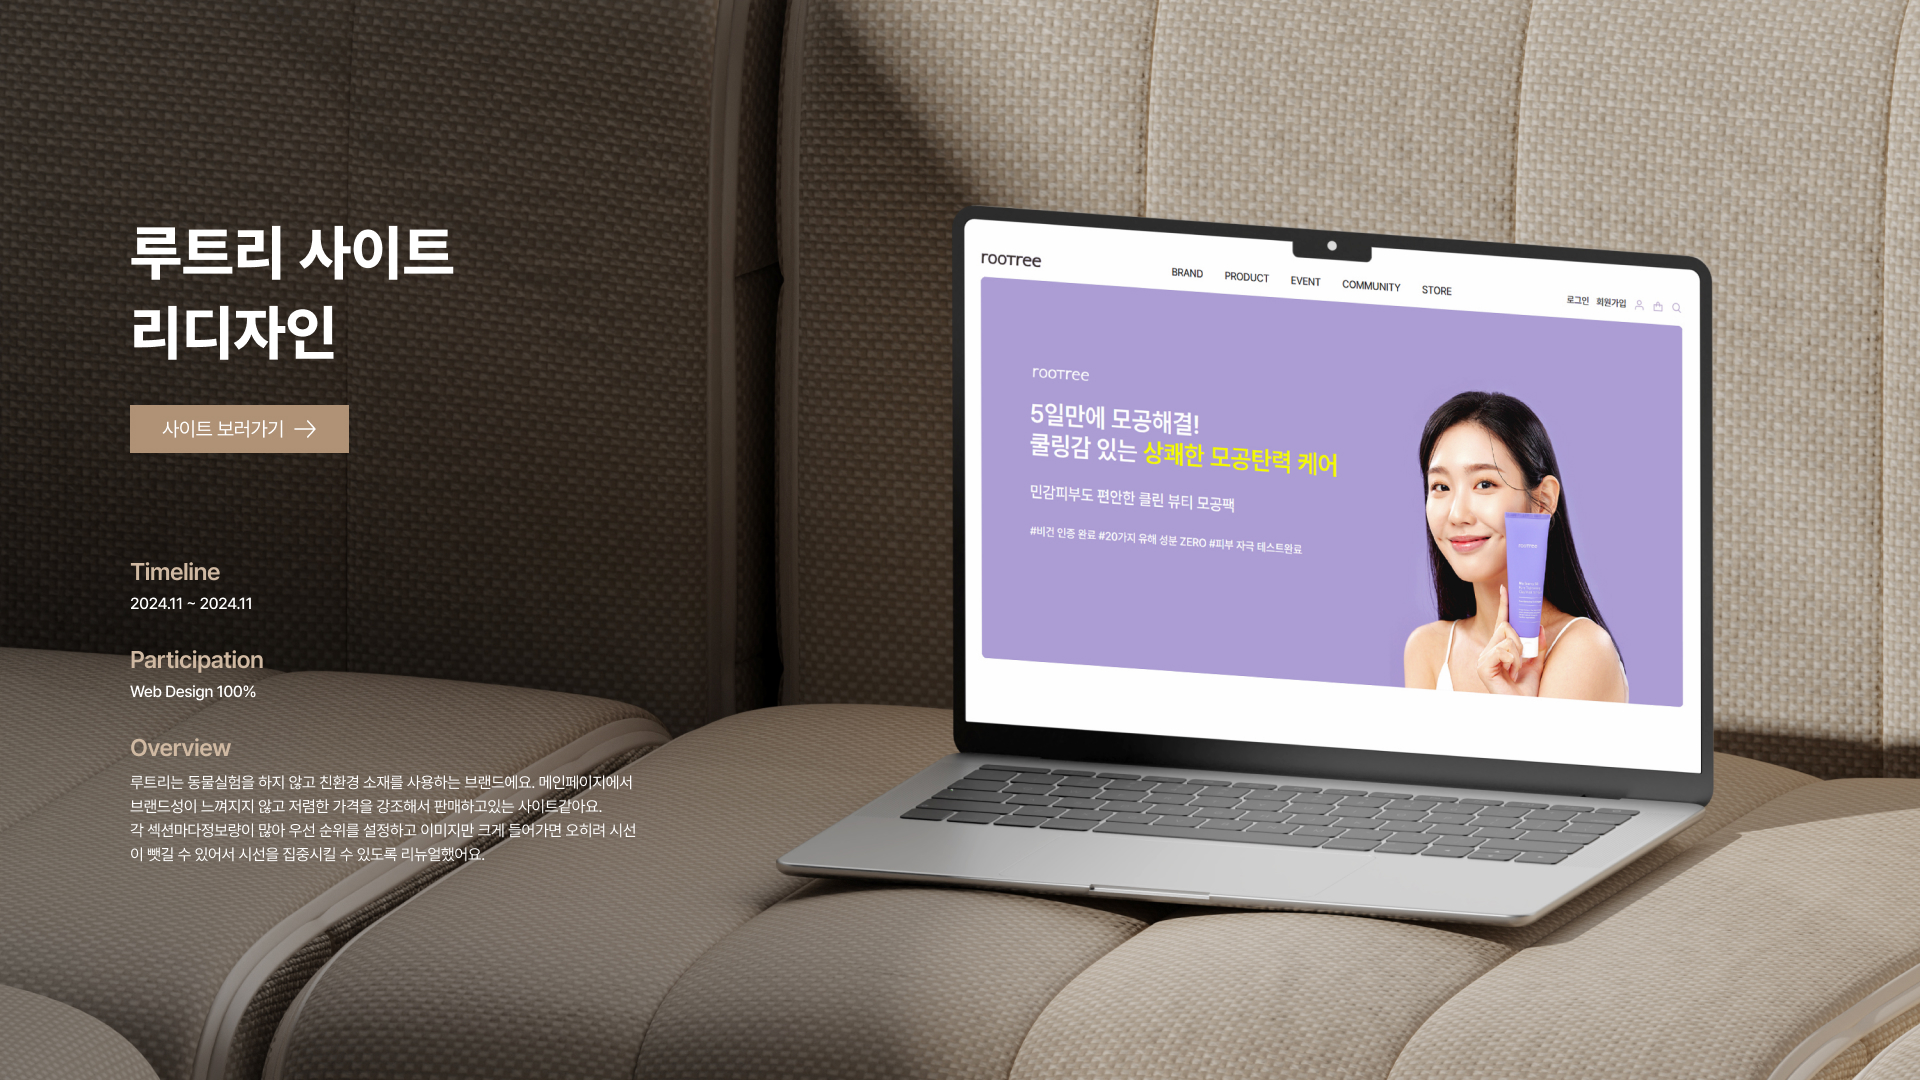 루트리 사이트
리디자인
사이트 보러가기
Timeline
2024.11 ~ 2024.11
Participation
Web Design 100%
Overview
루트리는 동물실험을 하지 않고 친환경 소재를 사용하는 브랜드에요. 메인페이지에서
브랜드성이 느껴지지 않고 저렴한 가격을 강조해서 판매하고있는 사이트같아요.
각 섹션마다정보량이 많아 우선 순위를 설정하고 이미지만 크게 들어가면 오히려 시선
이 뺏길 수 있어서 시선을 집중시킬 수 있도록 리뉴얼했어요.
rooTree
BRAND PRODUCT EVENT COMMUNITY STORE
로그인 회원가입
rooTree
5일만에 모공해결!
쿨링감 있는 상쾌한 모공탄력 케어
민감피부도 편안한 클린 뷰티 모공팩
#비건 인증 완료 #20가지 유해 성분 ZERO #피부 자극 테스트완료